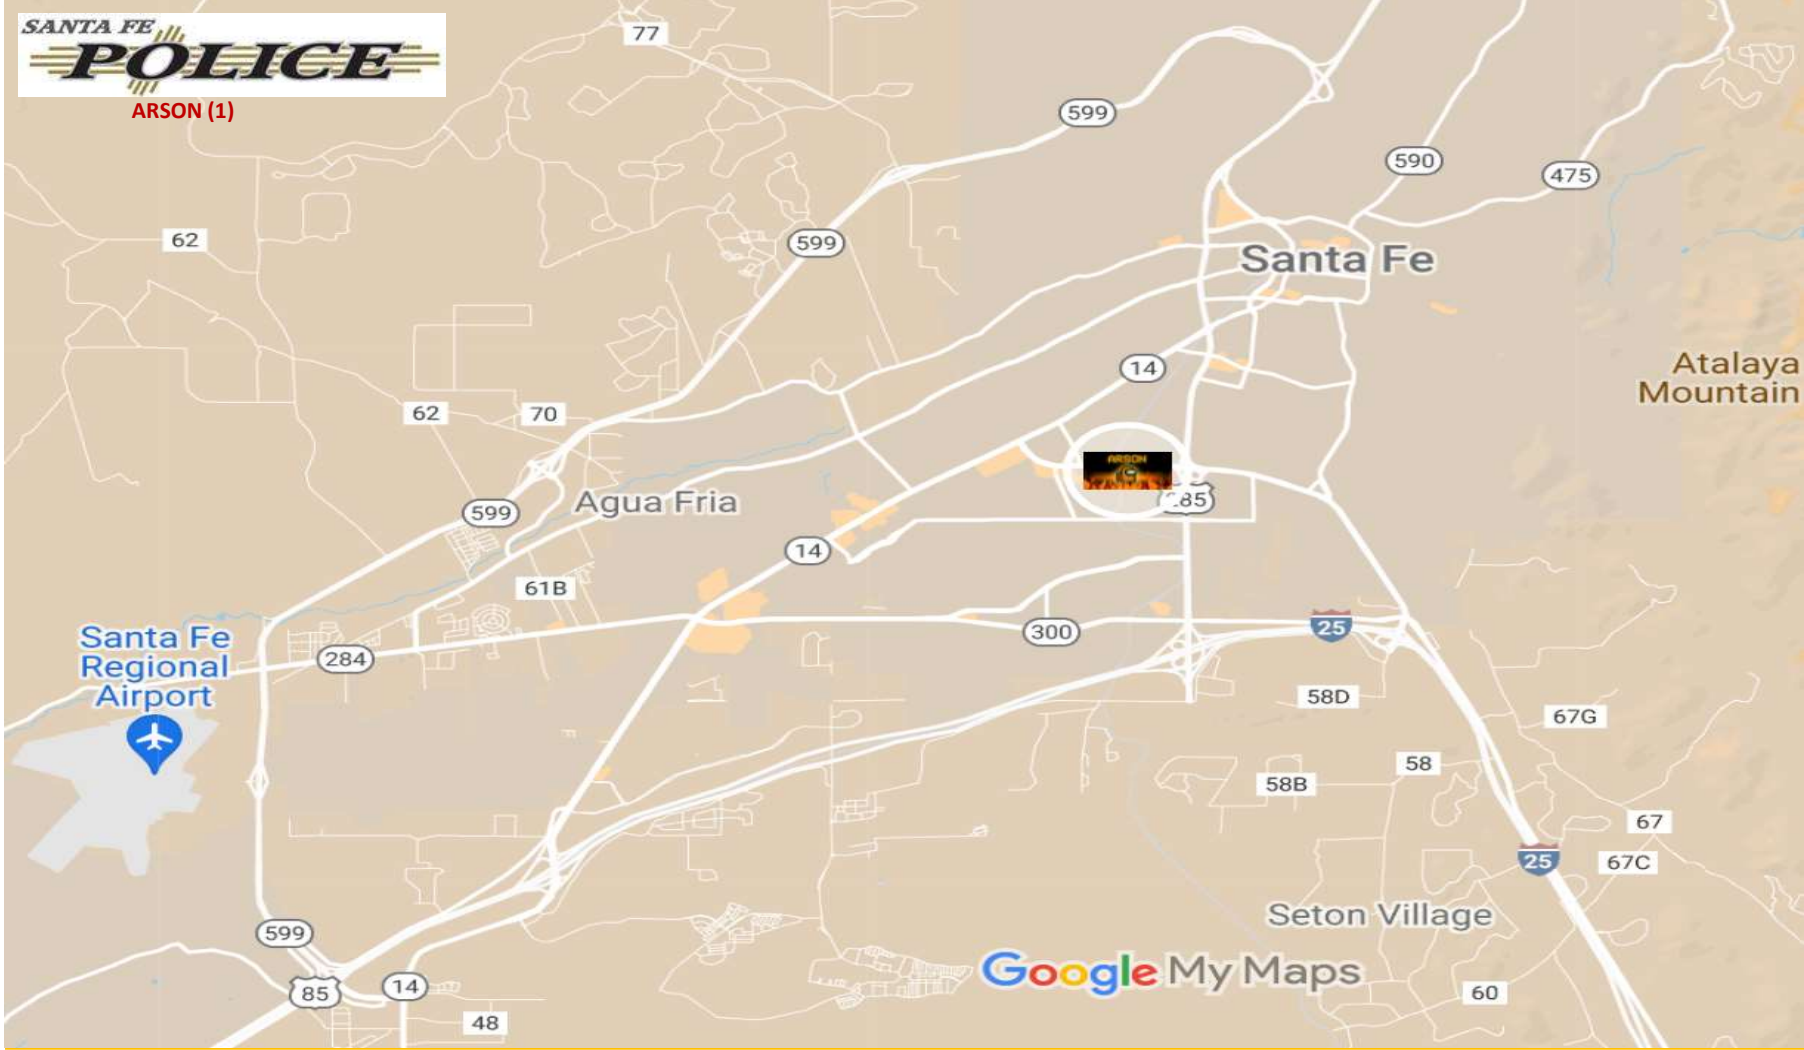 SANTA FE
POLICE
ARSON (1)
77
599
590
475
62
599
Santa Fe
Atalaya
Mountain
14
62
70
ARSON
285
Agua Fria
599
14
61B
Santa Fe
Regional
Airport
284
300
25
58D
67G
58
58B
67
25
67C
Seton Village
599
Google My Maps
85
14
60
48